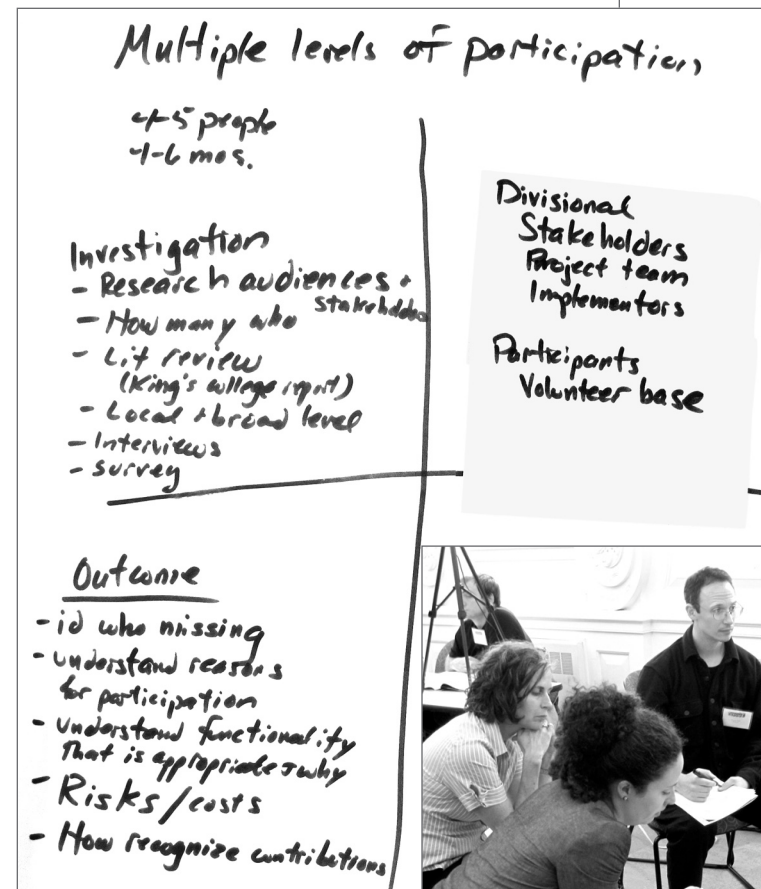 Multiple levels of participation
4-5 people
4-6 mos.
Investigation
- Research audiences +
stakeholders
- How many who
- Lit review
(King's college report)
- Local + broad level
- Interviews
- survey
Divisional
Stakeholders
Project team
Implementors
Participants
Volunteer base
Outcome
- id who missing
- understand reasons
for participation
- understand functionality
that is appropriate + why
- Risks/costs
- How recognize contributions